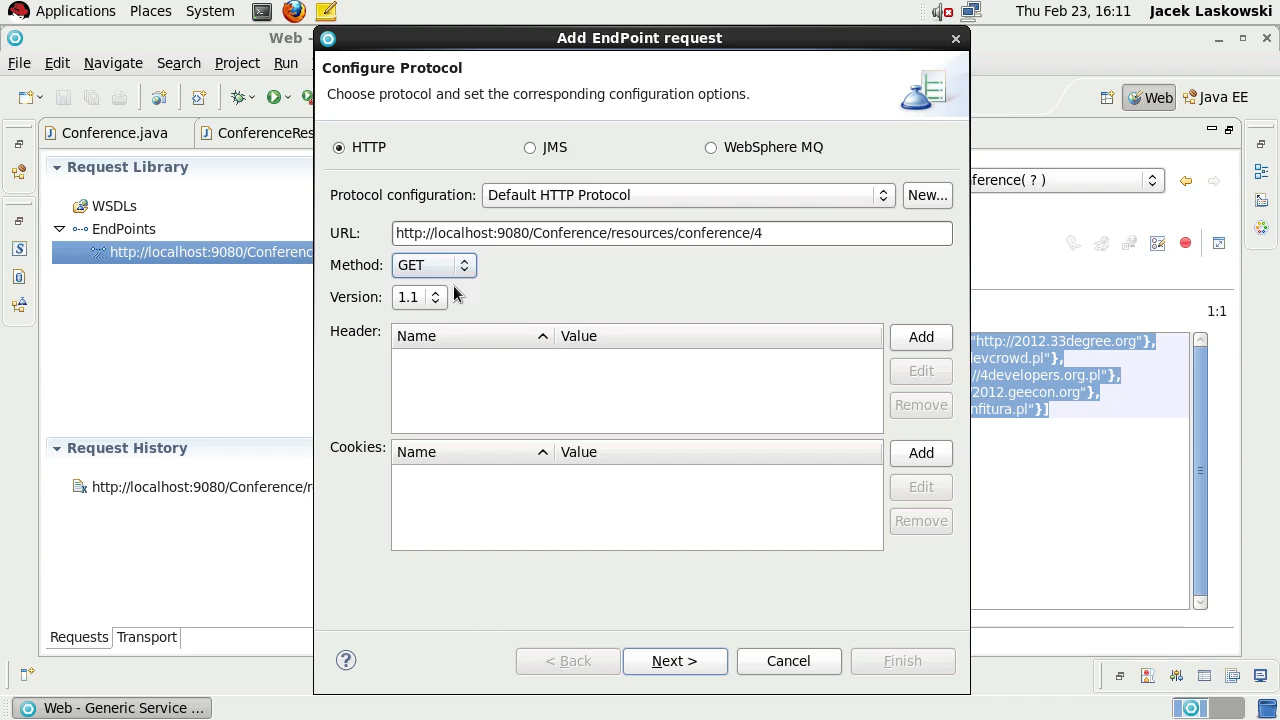 Applications Places System Thu Feb 23, 16:11 Jacek Laskowski
Web -
Add EndPoint request
File Edit Navigate Search Project Run
Configure Protocol
Choose protocol and set the corresponding configuration options.
Web Java EE
Conference.java ConferenceRes
Request Library
HTTP JMS WebSphere MQ
Protocol configuration: Default HTTP Protocol New...
ference( ? )
WSDLs
EndPoints
http://localhost:9080/Conferenc
URL: http://localhost:9080/Conference/resources/conference/4
Method: GET
Version: 1.1
1:1
Header: Name Value Add
Edit
Remove
"http://2012.33degree.org"},
evcrowd.pl"},
//4developers.org.pl"},
2012.geecon.org"},
nfitura.pl"}]
Request History
http://localhost:9080/Conference/r
Cookies: Name Value Add
Edit
Remove
Requests Transport
< Back Next > Cancel Finish
Web - Generic Service ...